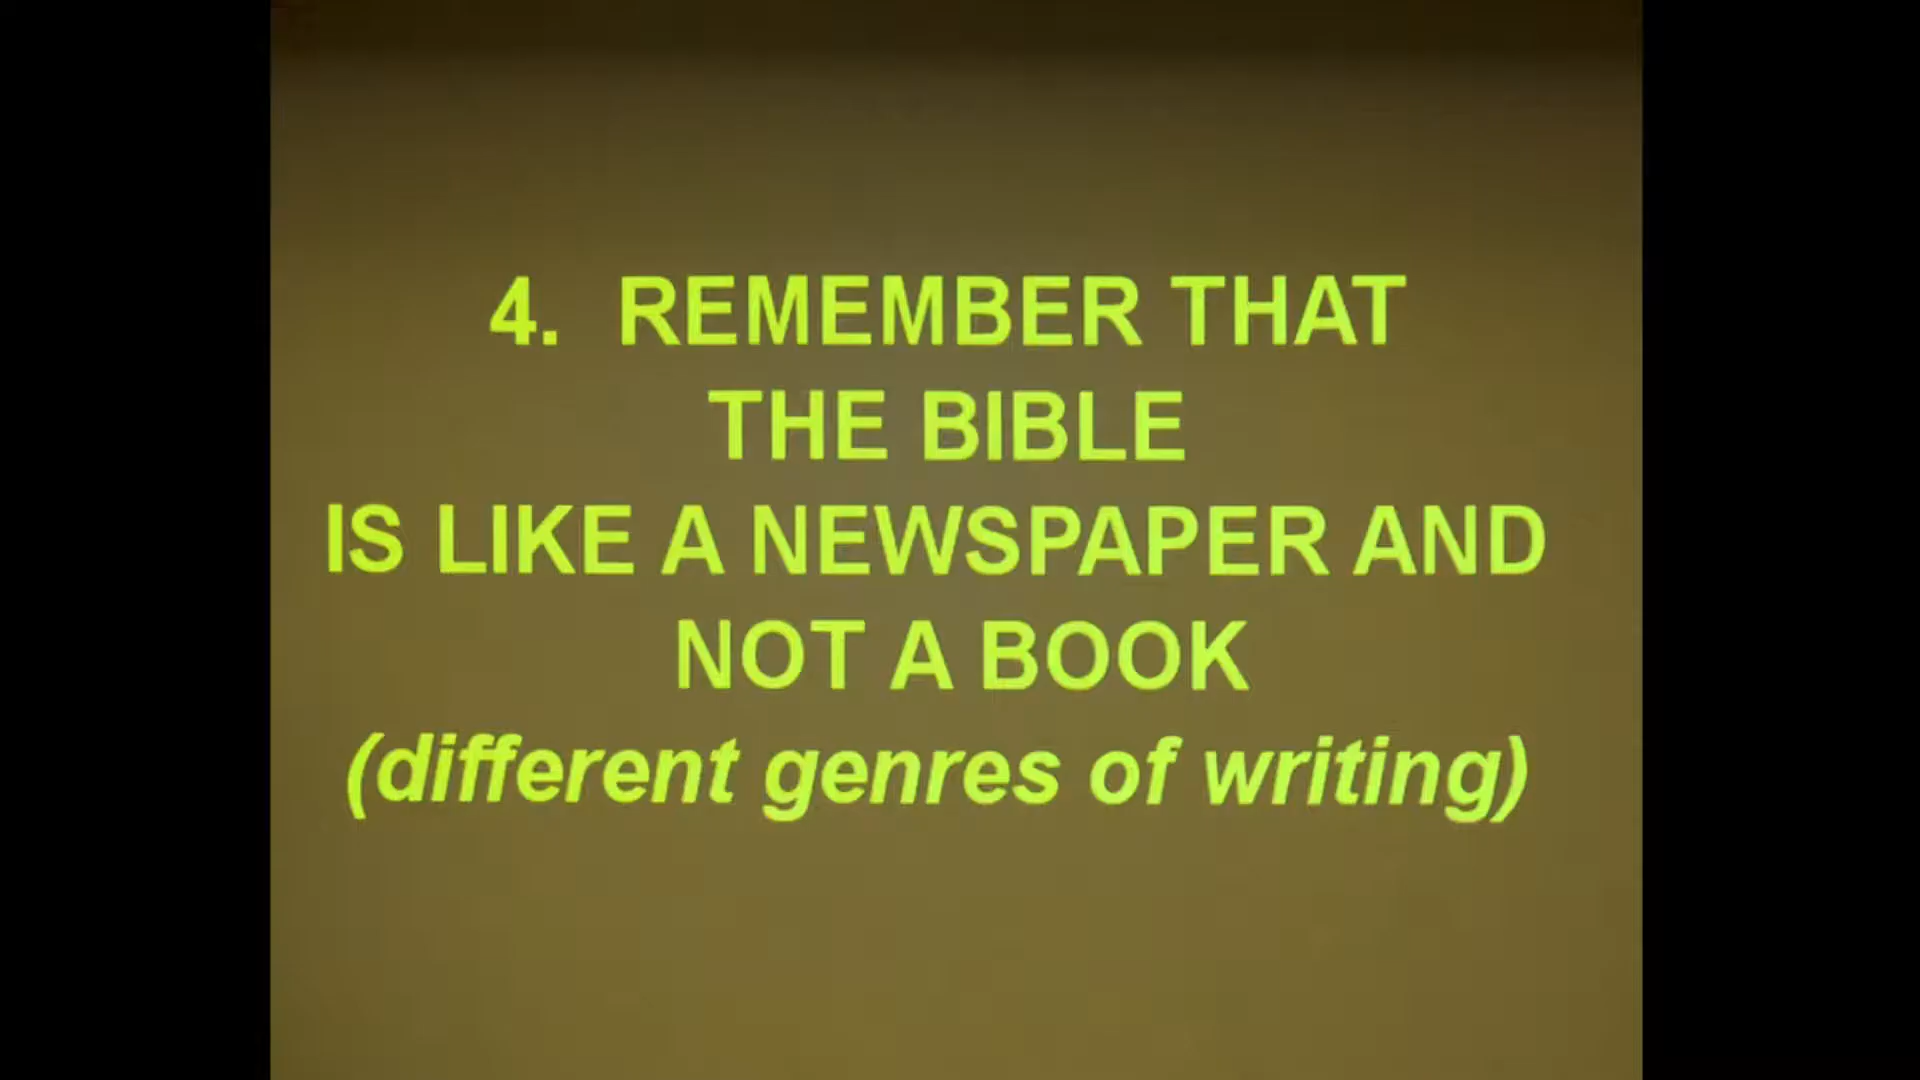 4. REMEMBER THAT
THE BIBLE
IS LIKE A NEWSPAPER AND
NOT A BOOK
(different genres of writing)